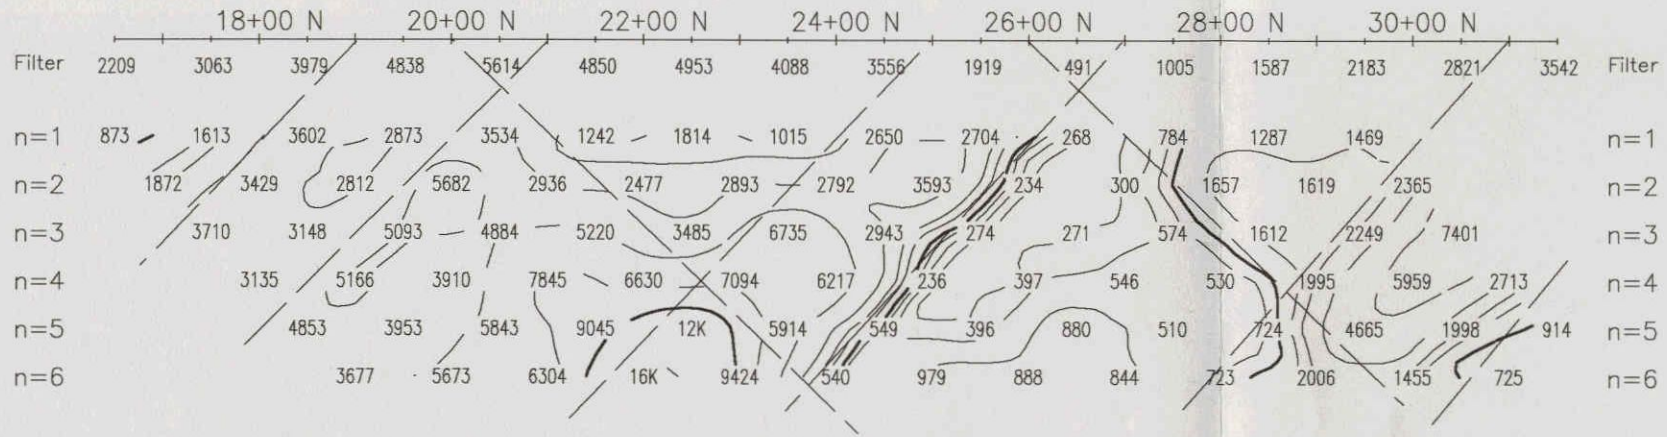 18+00 N 20+00 N 22+00 N 24+00 N 26+00 N 28+00 N 30+00 N
Filter 2209 3063 3979 4838 5614 4850 4953 4088 3556 1919 491 1005 1587 2183 2821 3542 Filter
n=1 873 1613 3602 2873 3534 1242 1814 1015 2650 2704 268 784 1287 1469 n=1
n=2 1872 3429 2812 5682 2936 2477 2893 2792 3593 234 300 1657 1619 2365 n=2
n=3 3710 3148 5093 4884 5220 3485 6735 2943 274 271 574 1612 2249 7401 n=3
n=4 3135 5166 3910 7845 6630 7094 6217 236 397 546 530 1995 5959 2713 n=4
n=5 4853 3953 5843 9045 12K 5914 549 396 880 510 724 4665 1998 914 n=5
n=6 3677 5673 6304 16K 9424 540 979 888 844 723 2006 1455 725 n=6